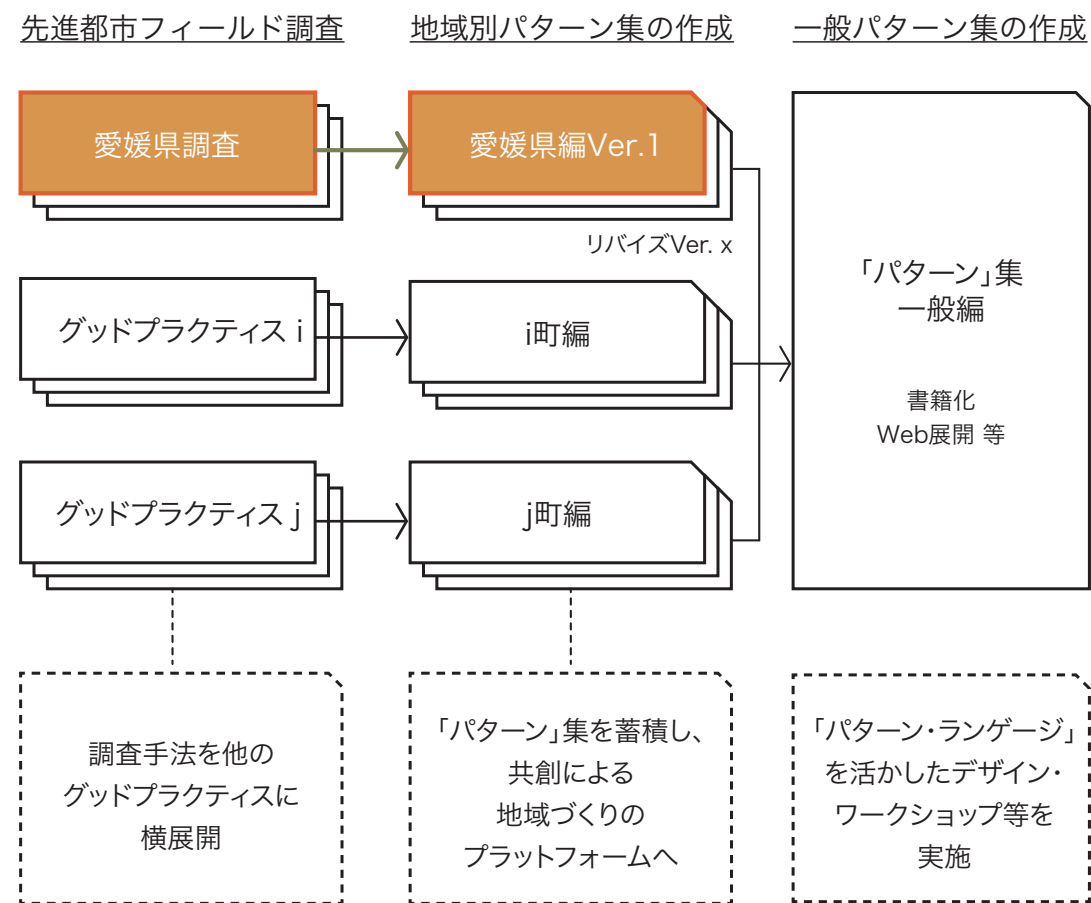 先進都市フィールド調査
地域別パターン集の作成
一般パターン集の作成
愛媛県調査
愛媛県編Ver.1
リバイズVer. x
グッドプラクティス i
i町編
グッドプラクティス j
j町編
「パターン」集
一般編
書籍化
Web展開 等
調査手法を他の
グッドプラクティスに
横展開
「パターン」集を蓄積し、
共創による
地域づくりの
プラットフォームへ
「パターン・ランゲージ」
を活かしたデザイン・
ワークショップ等を
実施